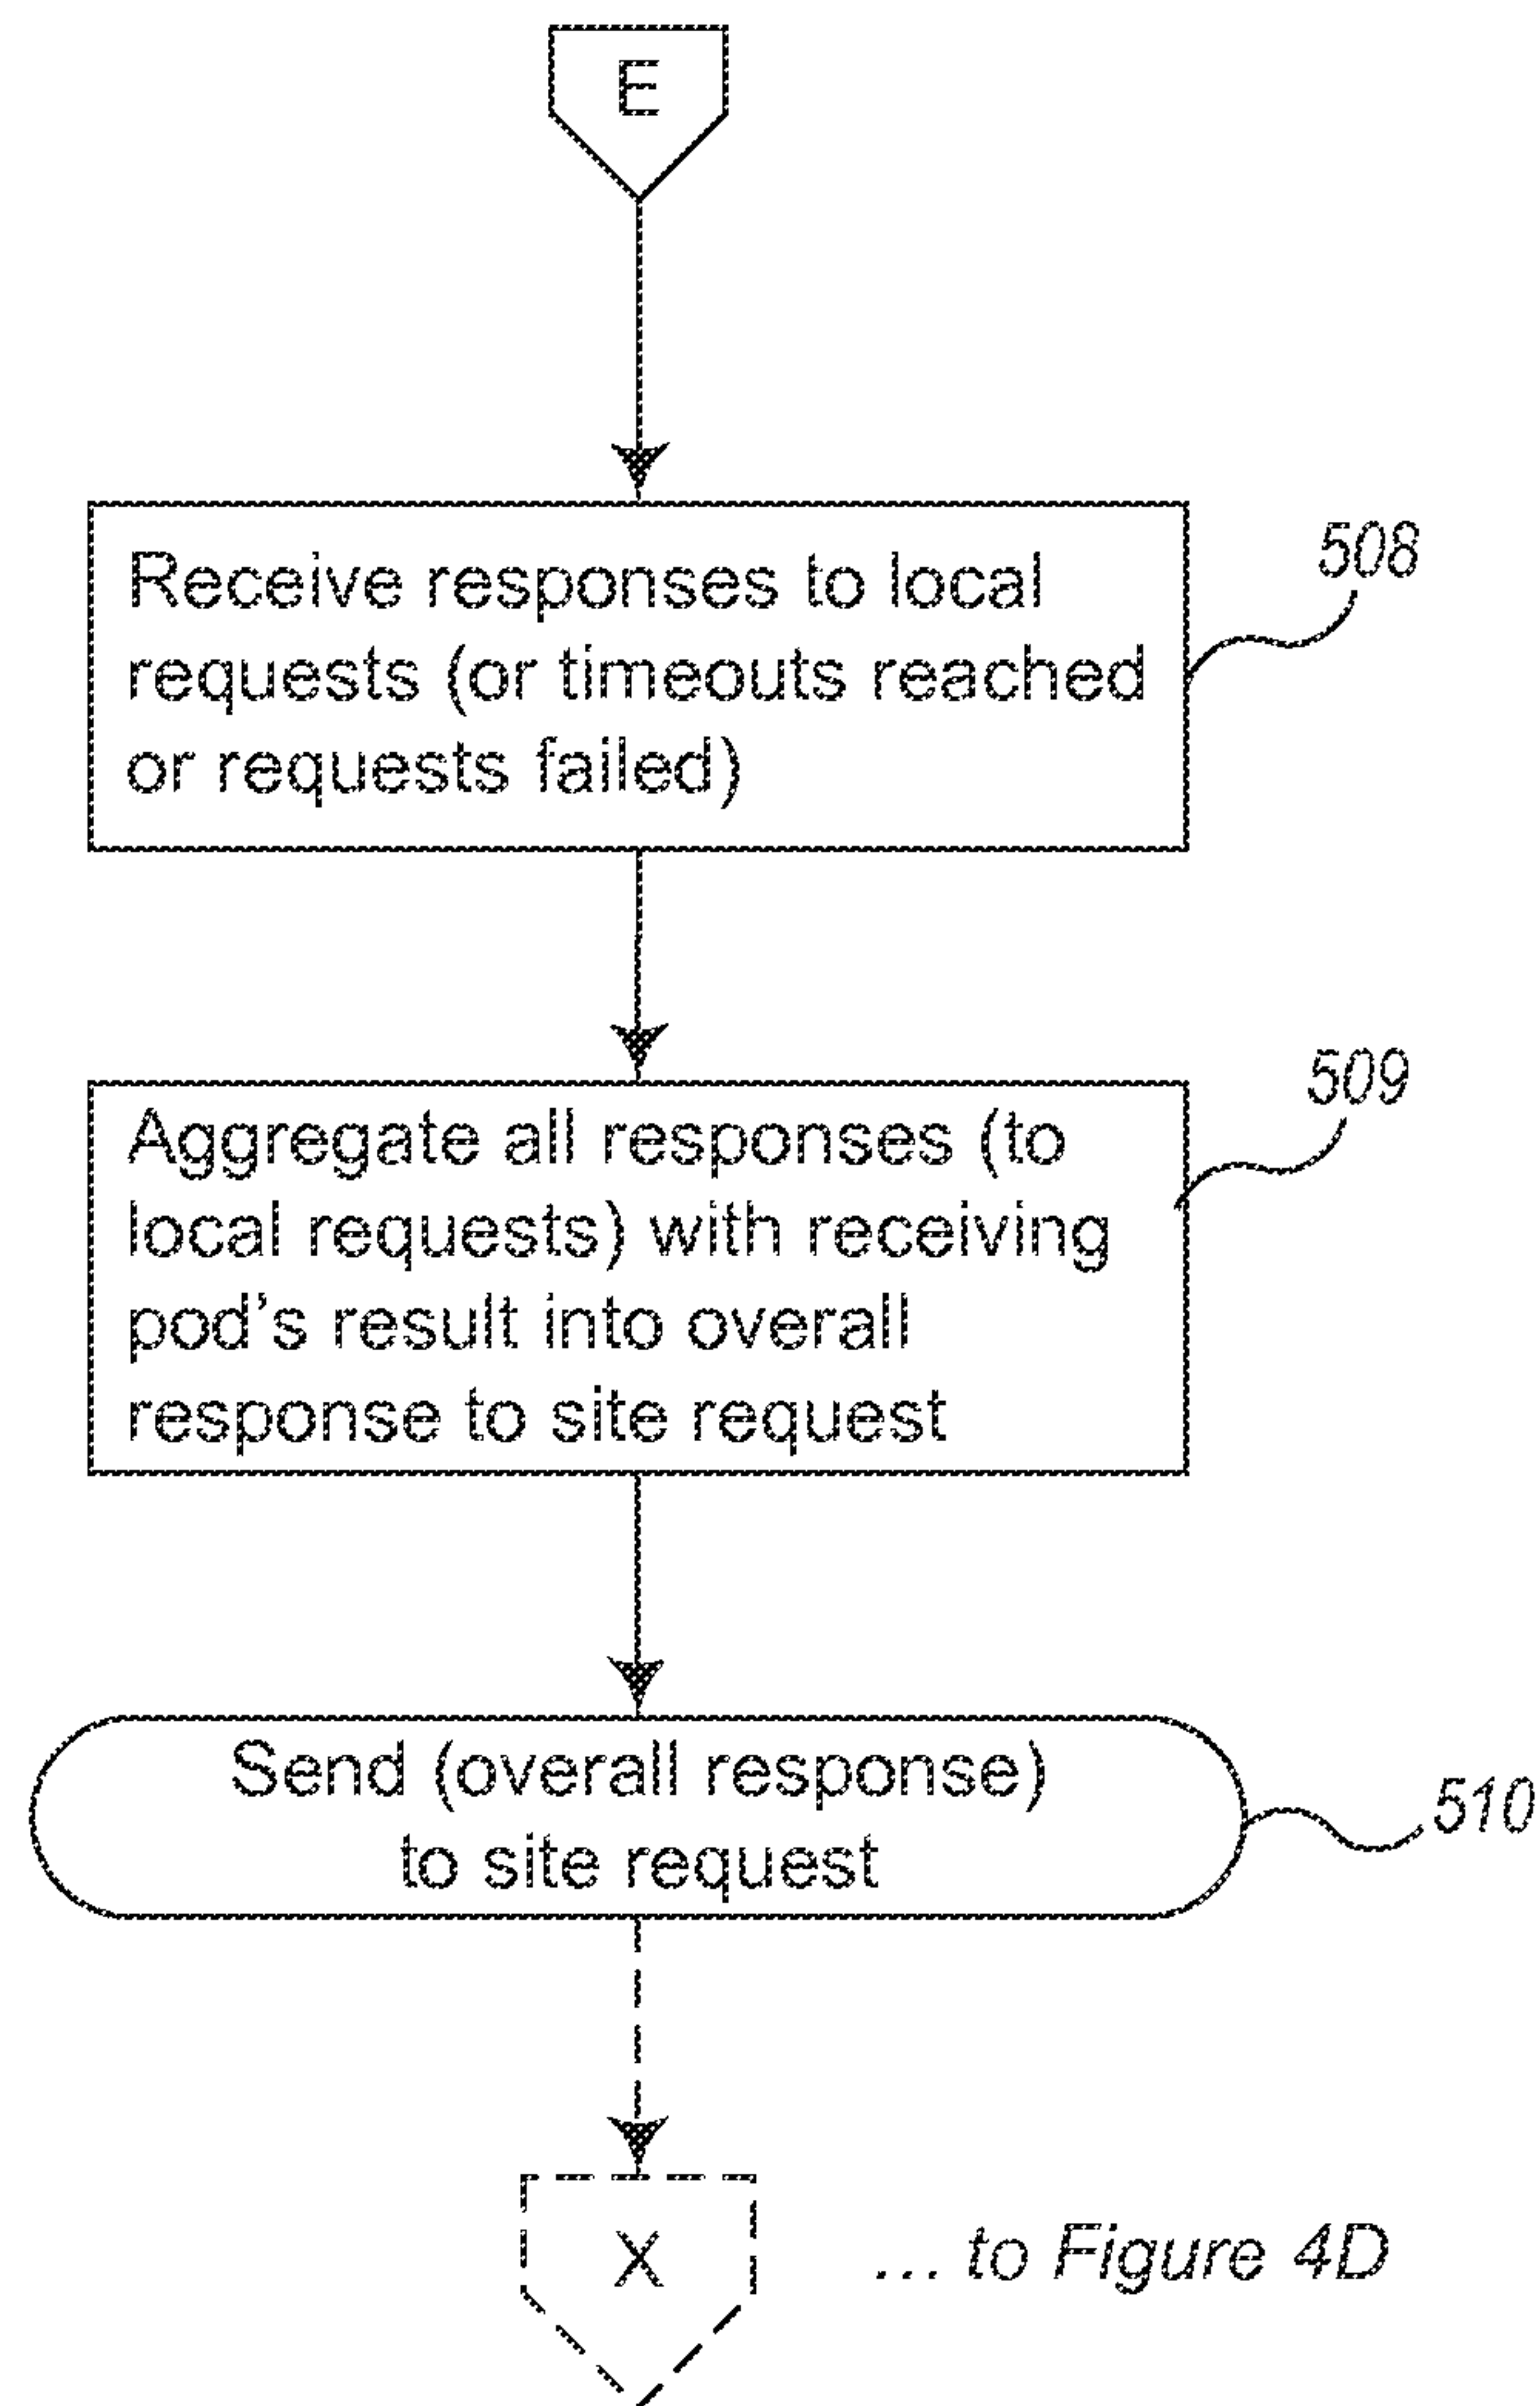 E
Receive responses to local
requests (or timeouts reached
or requests failed)
508
Aggregate all responses (to
local requests) with receiving
pod's result into overall
response to site request
509
Send (overall response)
to site request
510
X
... to Figure 4D